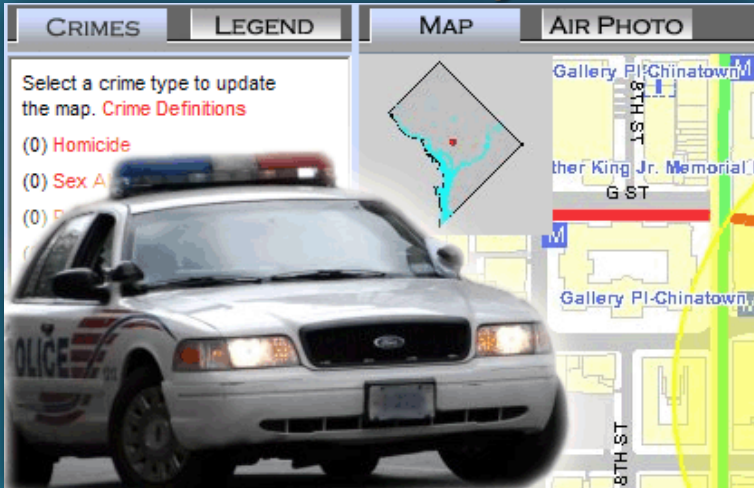 CRIMES
LEGEND
MAP
AIR PHOTO
Select a crime type to update
the map. Crime Definitions
(0) Homicide
(0) Sex A
(0)
Gallery Pl-Chinatown
M
8TH ST
ther King Jr. Memorial
G ST
M
Gallery Pl-Chinatown,
M
8TH ST
OLICE
Ford